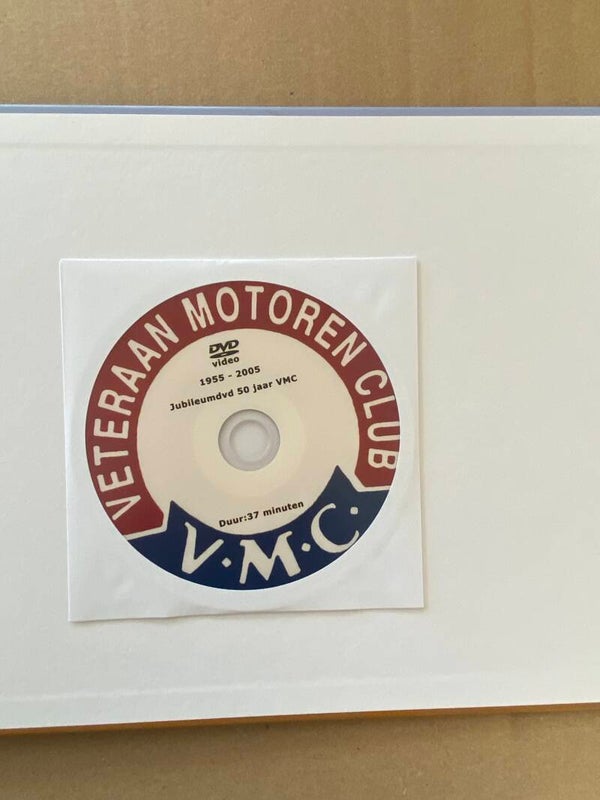 VETERAAN MOTOREN CLUB
DVD
video
1955 - 2005
Jubileumdvd 50 jaar VMC
Duur:37 minuten
V·M·C·